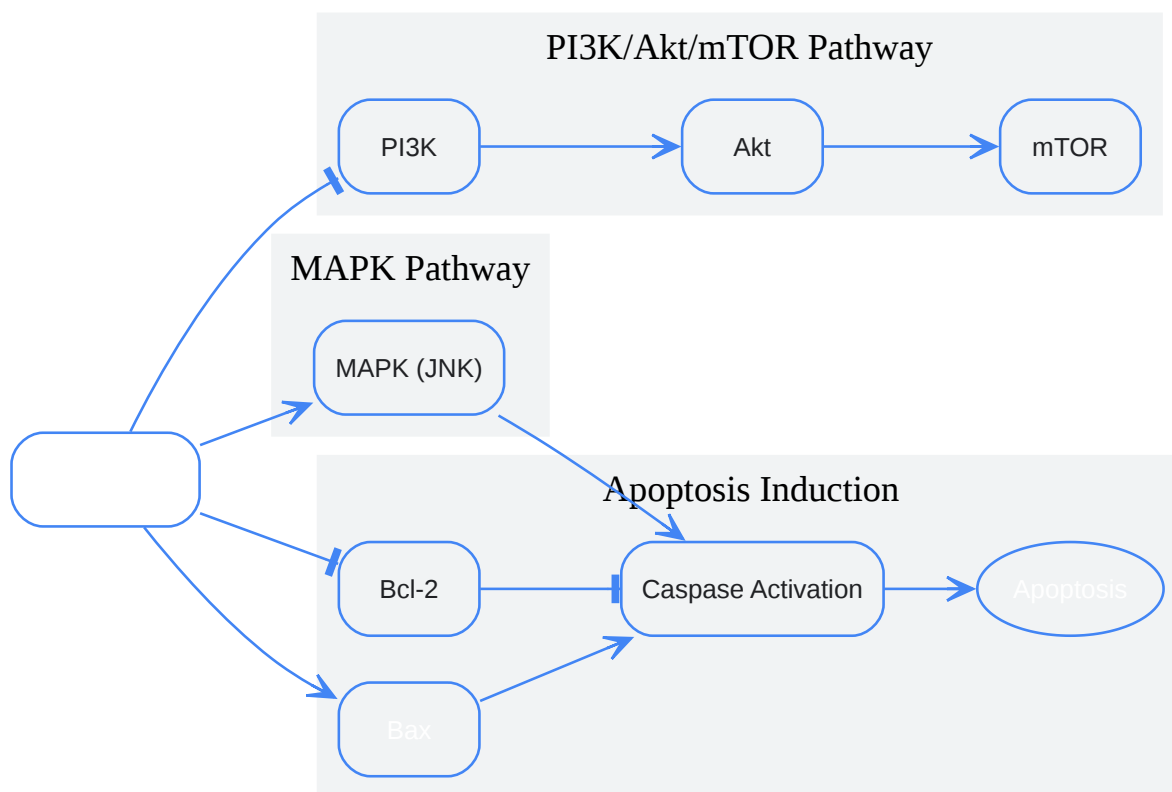 PI3K/Akt/mTOR Pathway
PI3K
Akt
mTOR
MAPK Pathway
MAPK (JNK)
Apoptosis Induction
Bcl-2
Caspase Activation
Apoptosis
Bax